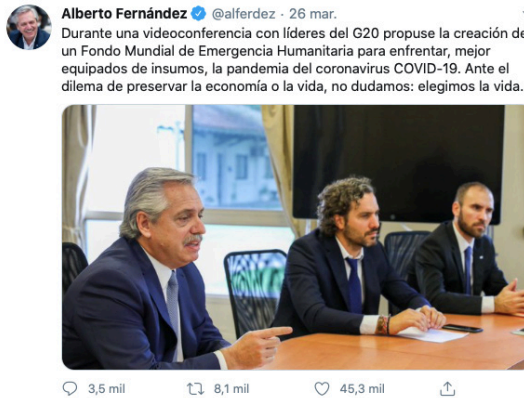 Alberto Fernández @alferdez · 26 mar.
Durante una videoconferencia con líderes del G20 propuse la creación de
un Fondo Mundial de Emergencia Humanitaria para enfrentar, mejor
equipados de insumos, la pandemia del coronavirus COVID-19. Ante el
dilema de preservar la economía o la vida, no dudamos: elegimos la vida.
3,5 mil 8,1 mil 45,3 mil